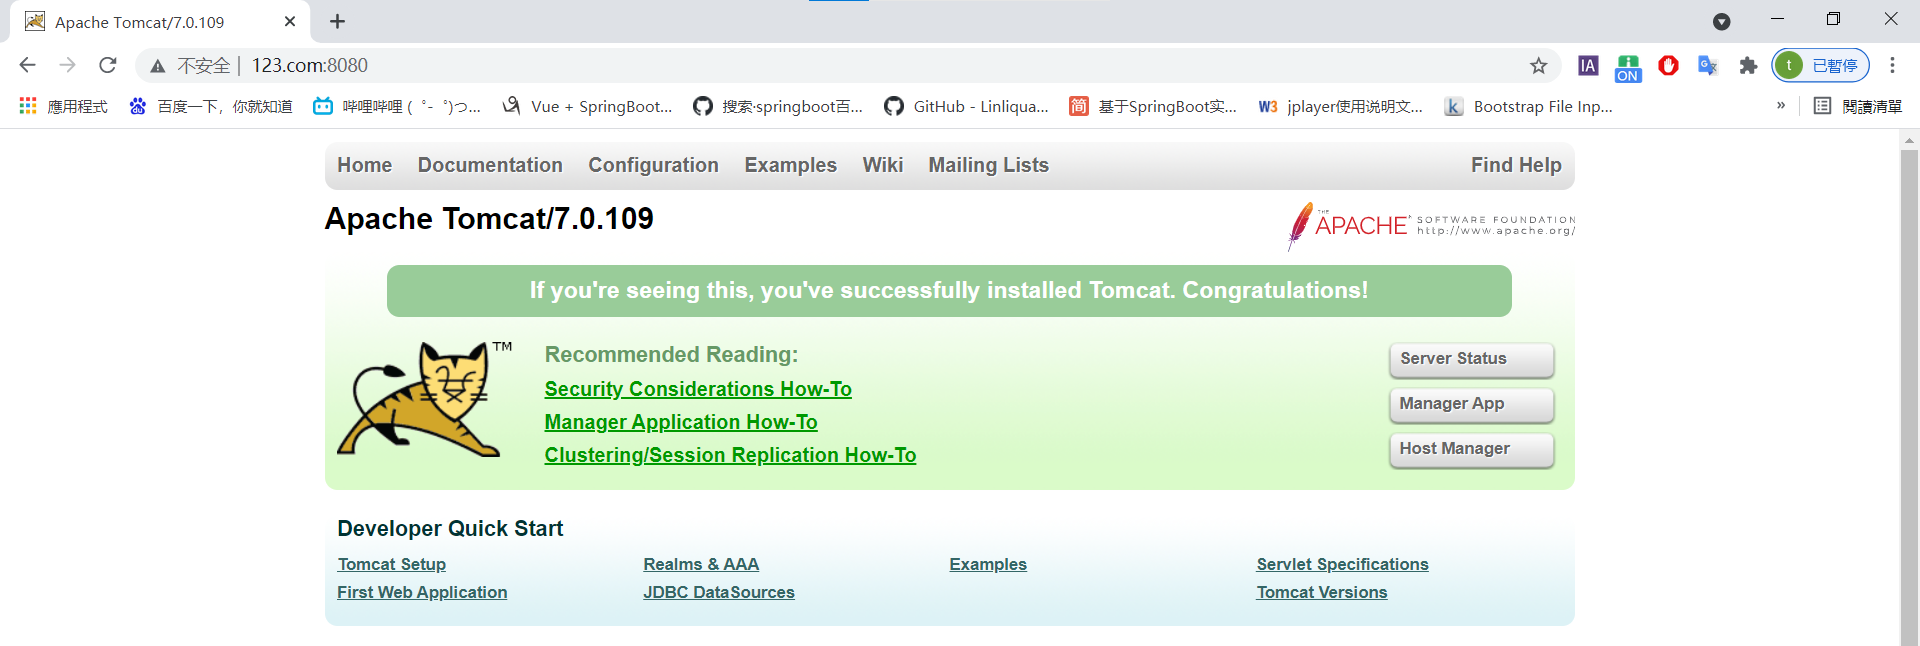 Apache Tomcat/7.0.109
不安全 | 123.com:8080
IA
ON
t 已暫停
應用程式
百度一下，你就知道
哔哩哔哩 ( ゜- ゜)つ...
Vue + SpringBoot...
搜索·springboot百...
GitHub - Linliqua...
简 基于SpringBoot实...
W3 jplayer使用说明文...
k Bootstrap File Inp...
»
閱讀清單
Home Documentation Configuration Examples Wiki Mailing Lists Find Help
Apache Tomcat/7.0.109
THE APACHE SOFTWARE FOUNDATION
http://www.apache.org/
If you're seeing this, you've successfully installed Tomcat. Congratulations!
TM
Recommended Reading:
Security Considerations How-To
Manager Application How-To
Clustering/Session Replication How-To
Server Status
Manager App
Host Manager
Developer Quick Start
Tomcat Setup
First Web Application
Realms & AAA
JDBC DataSources
Examples
Servlet Specifications
Tomcat Versions